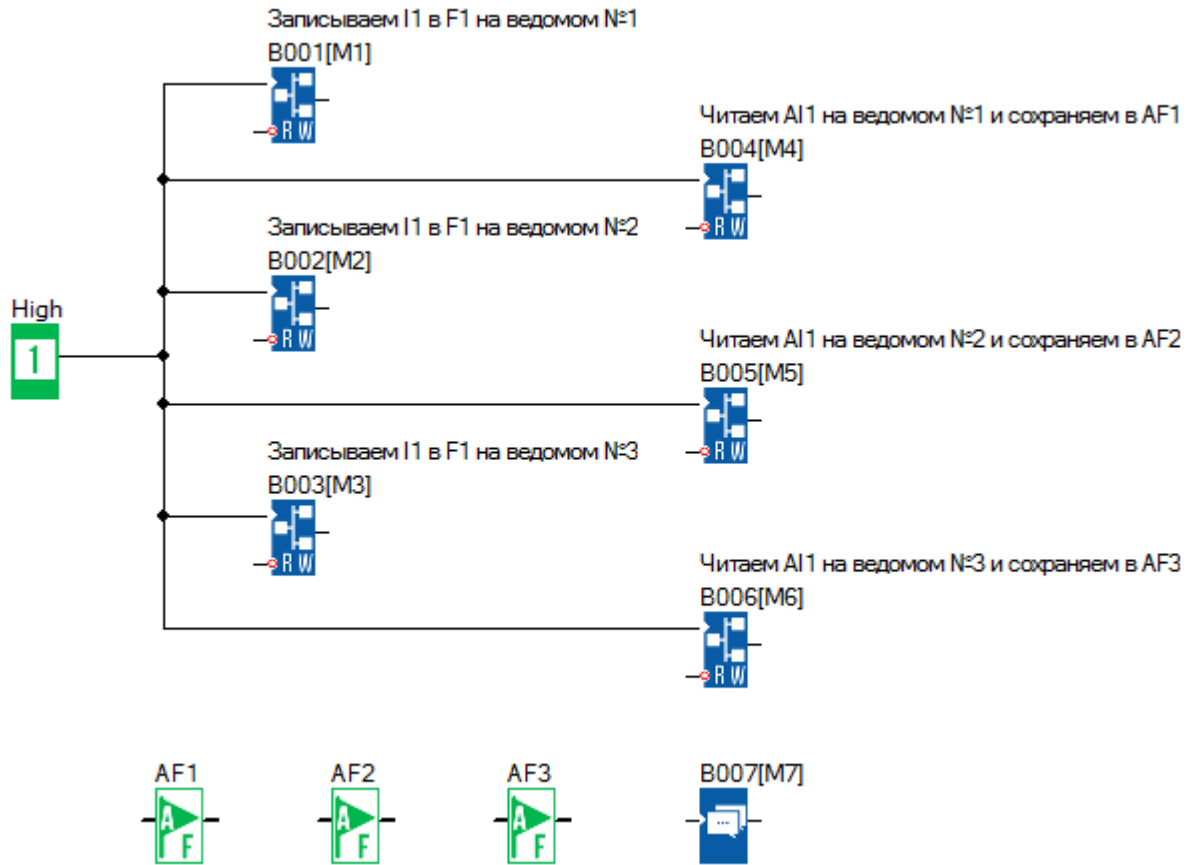 Записываем I1 в F1 на ведомом №1
B001[M1]
R W
Читаем AI1 на ведомом №1 и сохраняем в AF1
B004[M4]
R W
Записываем I1 в F1 на ведомом №2
B002[M2]
R W
High
1
Читаем AI1 на ведомом №2 и сохраняем в AF2
B005[M5]
R W
Записываем I1 в F1 на ведомом №3
B003[M3]
R W
Читаем AI1 на ведомом №3 и сохраняем в AF3
B006[M6]
R W
AF1
A
F
AF2
A
F
AF3
A
F
B007[M7]
...